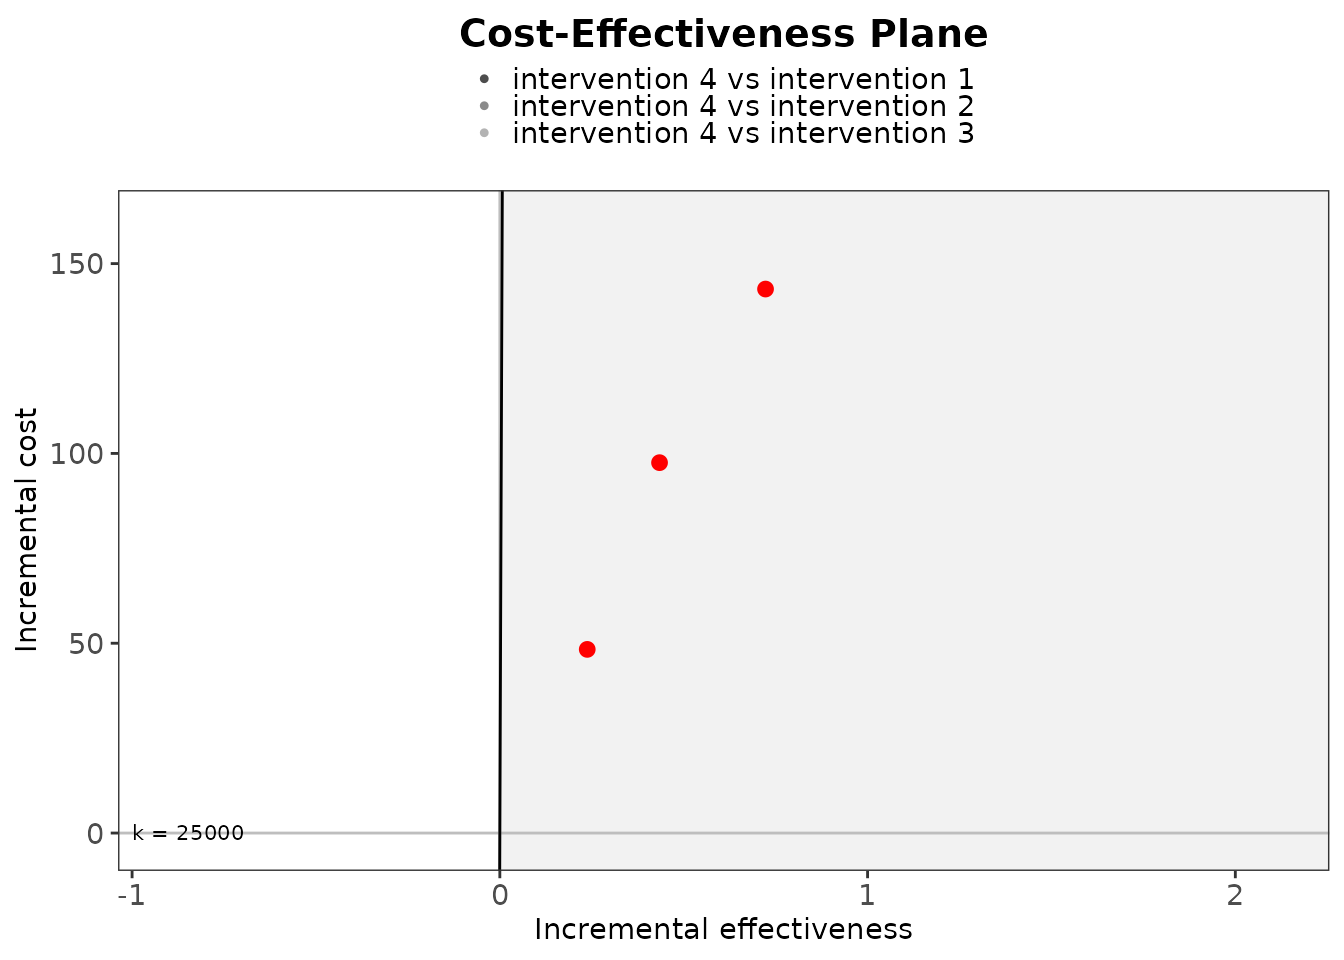 Cost-Effectiveness Plane
intervention 4 vs intervention 1
intervention 4 vs intervention 2
intervention 4 vs intervention 3
150
100
50
0
k = 25000
Incremental cost
-1
0
1
2
Incremental effectiveness